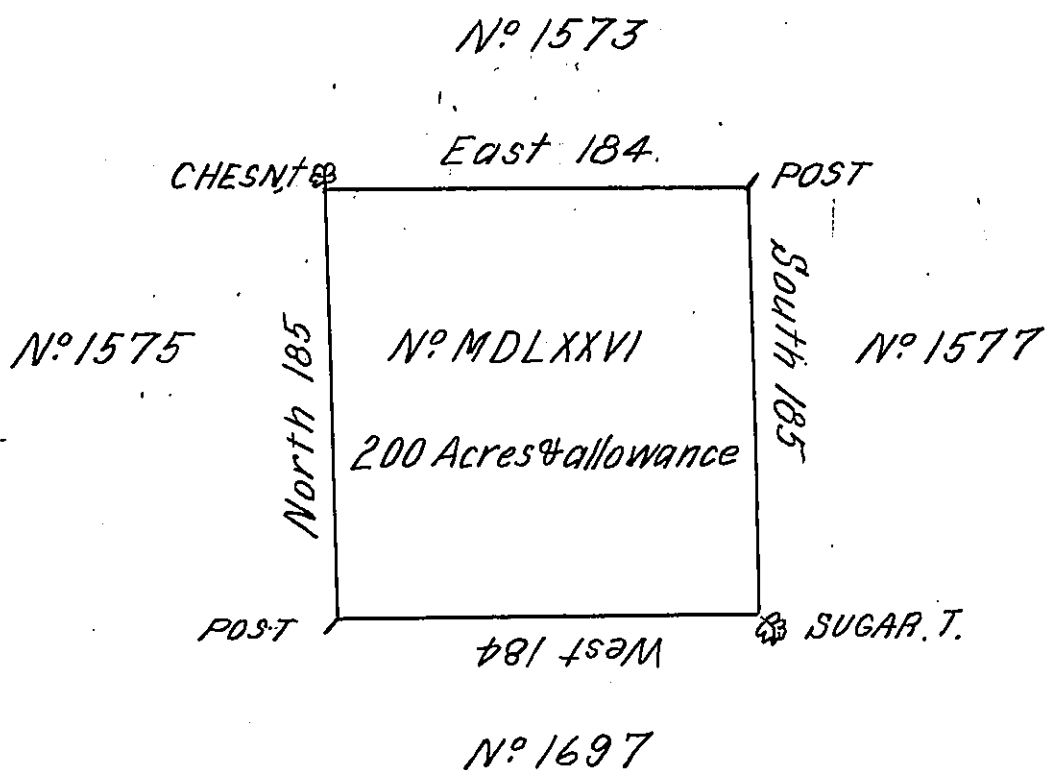 Nº 1573
East 184.
CHESN,t
POST
South 185
Nº 1575
North 185
Nº MDLXXVI
Nº 1577
200 Acres & allowance
POST
West 184
SUGAR. T.
Nº 1697